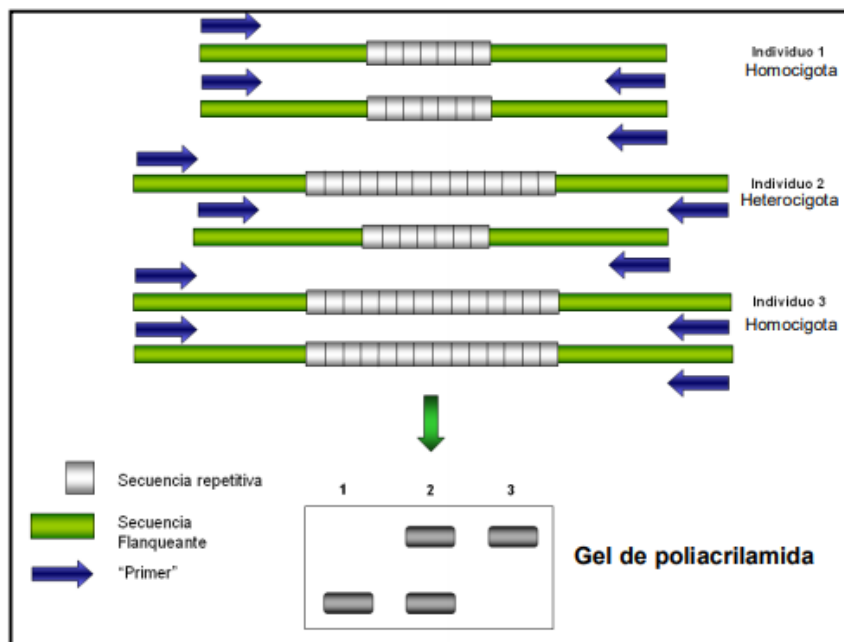 Individuo 1
Homocigota
Individuo 2
Heterocigota
Individuo 3
Homocigota
Secuencia repetitiva
Secuencia
Flanqueante
“Primer”
1 2 3
Gel de poliacrilamida